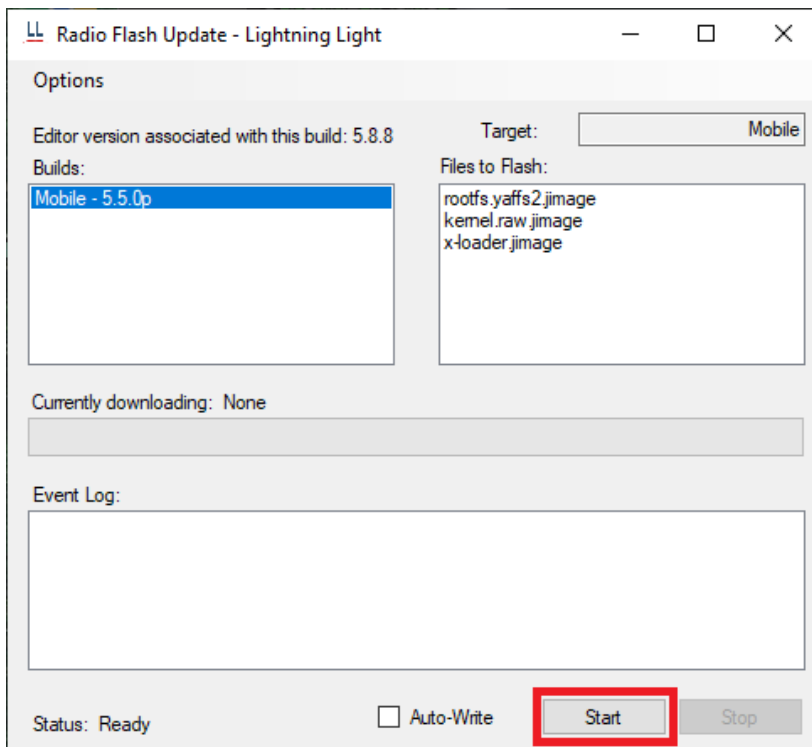 LL Radio Flash Update - Lightning Light
Options
Editor version associated with this build: 5.8.8
Target: Mobile
Builds:
Mobile - 5.5.0p
Files to Flash:
rootfs.yaffs2.jimage
kernel.raw.jimage
x-loader.jimage
Currently downloading: None
Event Log:
Status: Ready
Auto-Write
Start
Stop